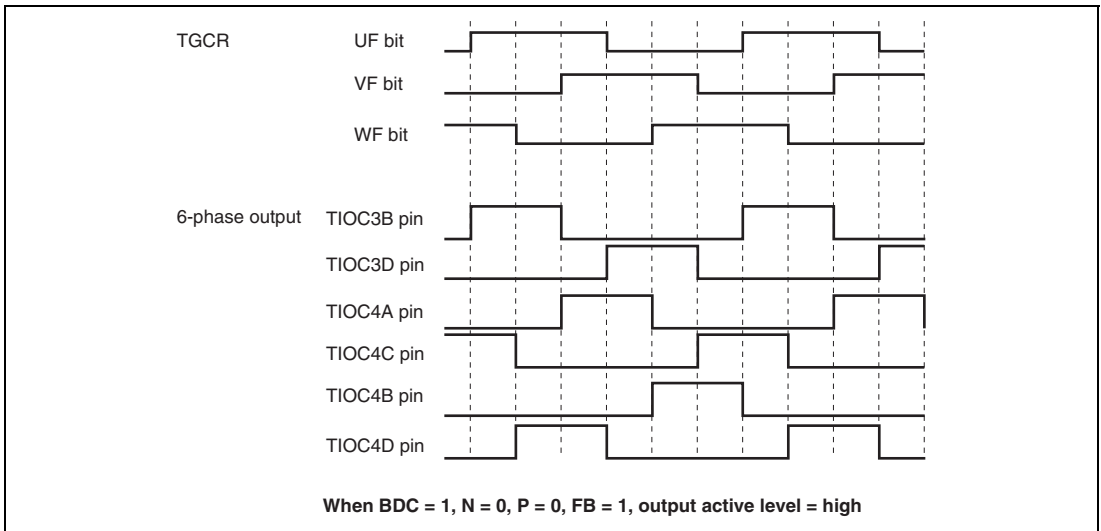 TGCR UF bit
VF bit
WF bit
6-phase output TIOC3B pin
TIOC3D pin
TIOC4A pin
TIOC4C pin
TIOC4B pin
TIOC4D pin
When BDC = 1, N = 0, P = 0, FB = 1, output active level = high